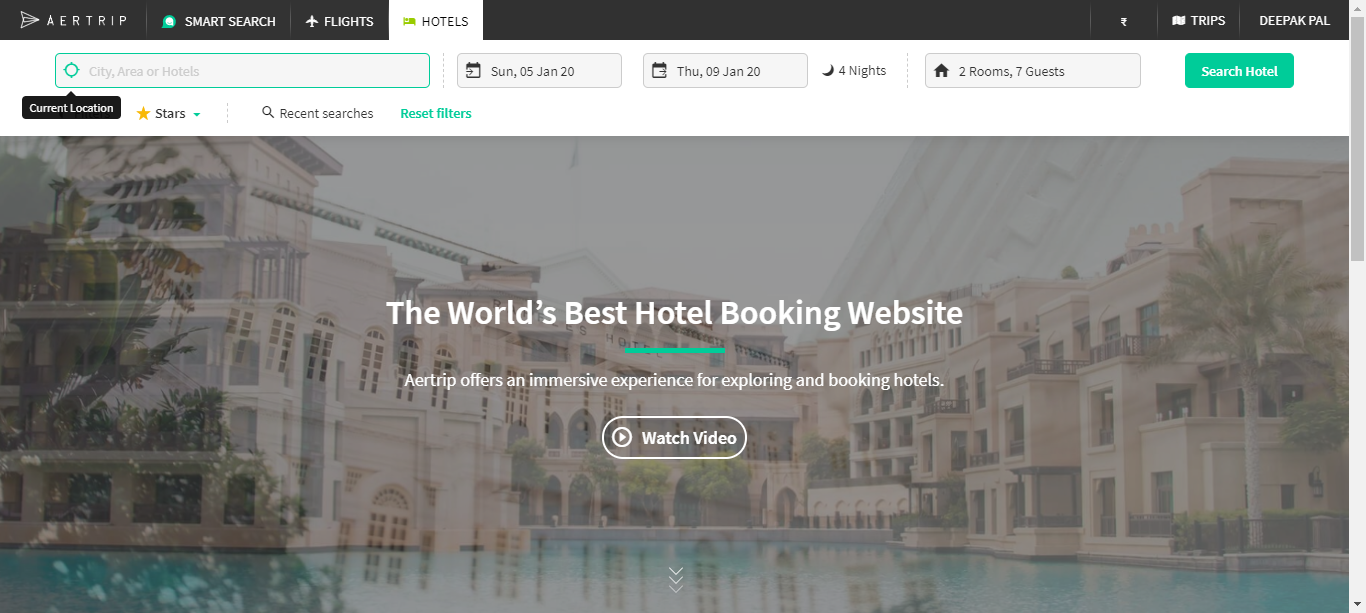 AERTRIP SMART SEARCH FLIGHTS HOTELS ₹ TRIPS DEEPAK PAL
City, Area or Hotels Sun, 05 Jan 20 Thu, 09 Jan 20 4 Nights 2 Rooms, 7 Guests Search Hotel
Current Location Stars Recent searches Reset filters
The World’s Best Hotel Booking Website
Aertrip offers an immersive experience for exploring and booking hotels.
Watch Video